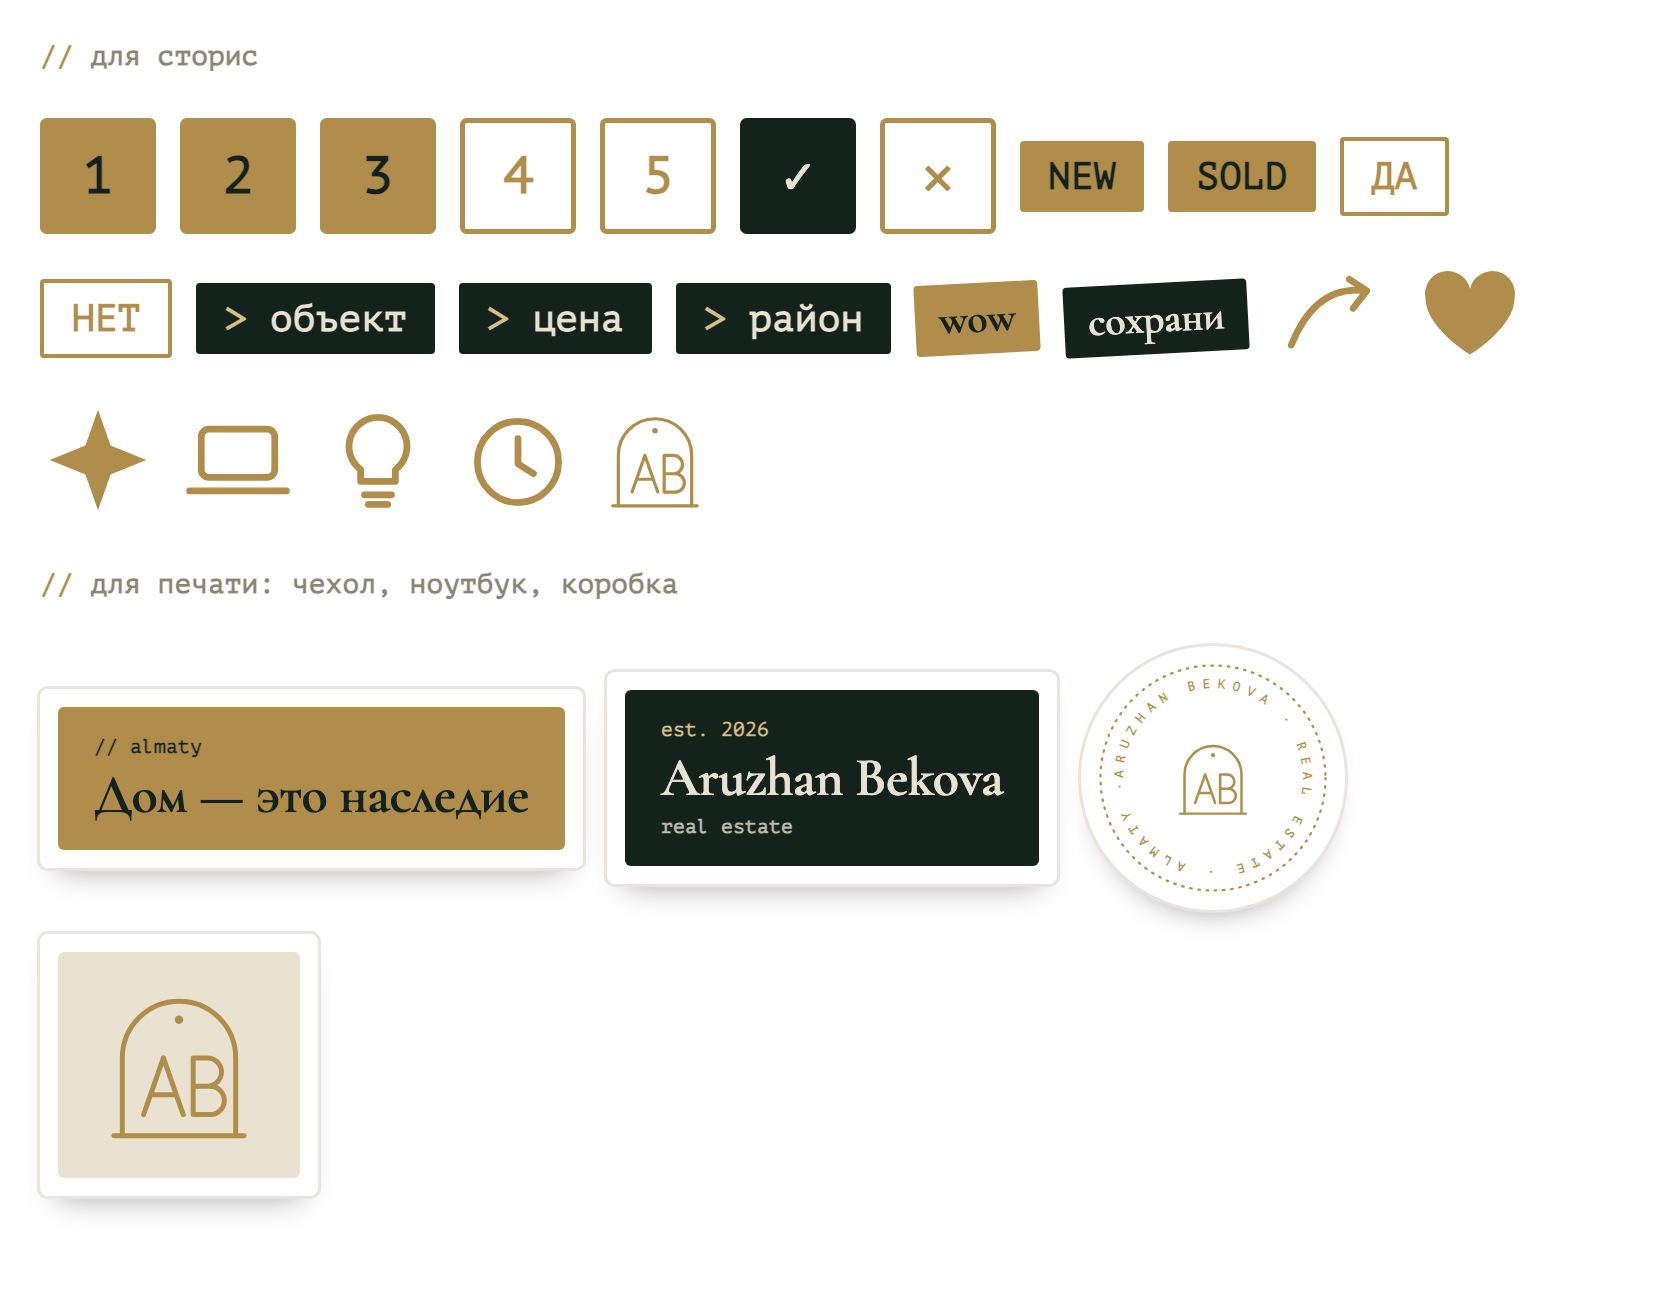 // для сторис
1 2 3 4 5 ✓ × NEW SOLD ДА
НЕТ > объект > цена > район wow сохрани
AB
// для печати: чехол, ноутбук, коробка
// almaty
Дом — это наследие
est. 2026
Aruzhan Bekova
real estate
ARUZHAN BEKOVA · REAL ESTATE · ALMATY ·
AB
AB